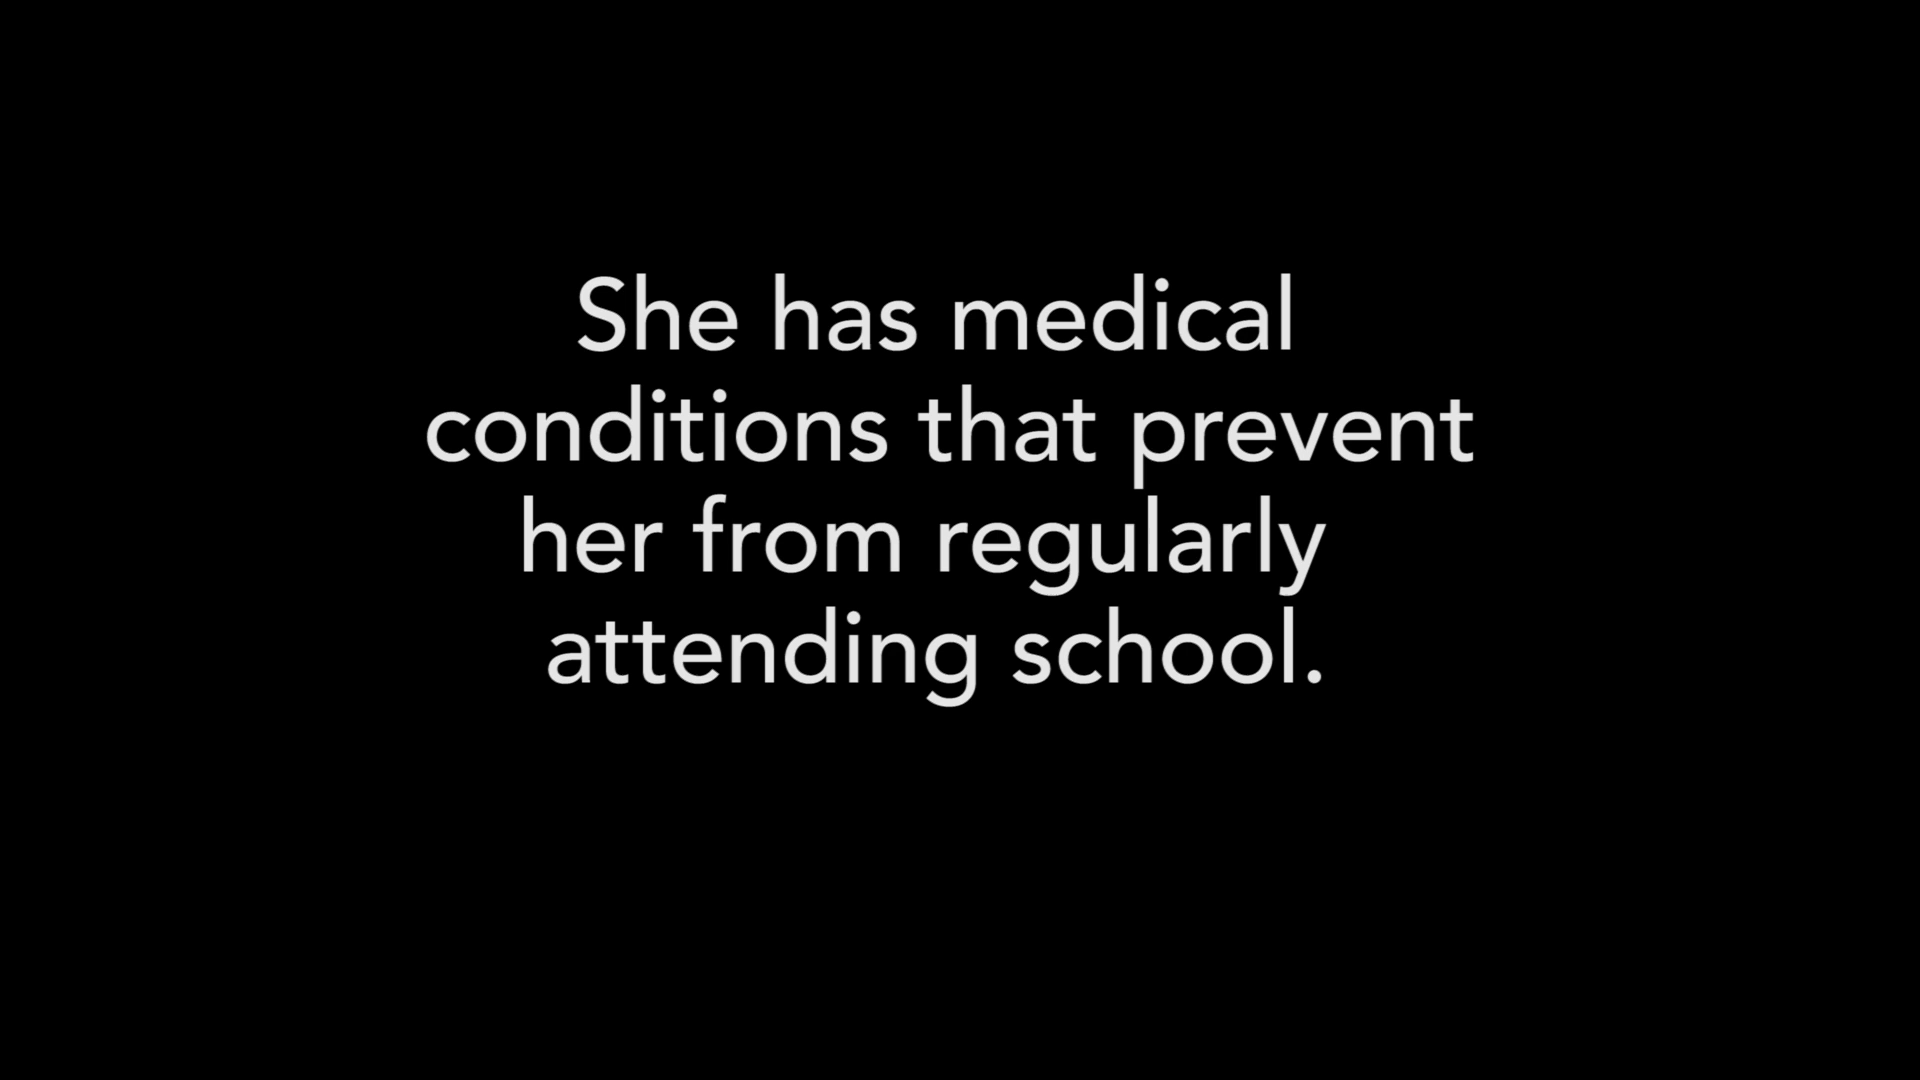 She has medical
conditions that prevent
her from regularly
attending school.